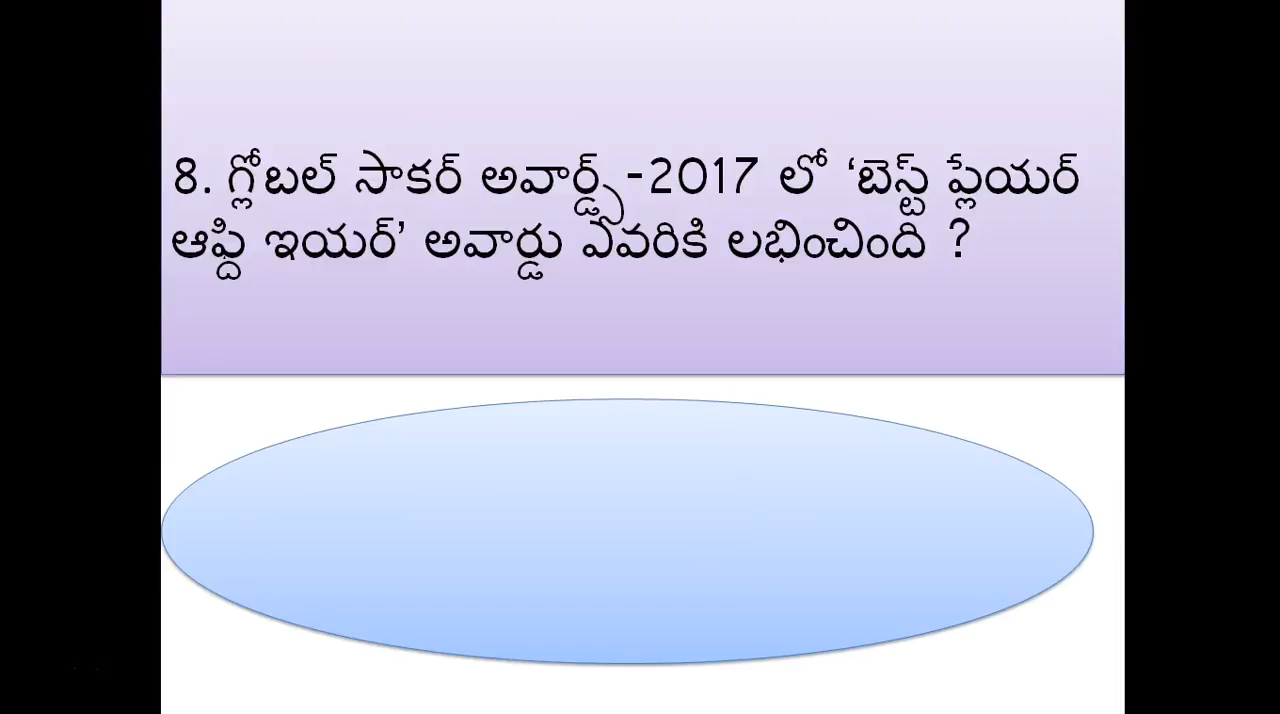 8. గ్లోబల్ సాకర్ అవార్డ్స్-2017 లో ‘బెస్ట్ ప్లేయర్
ఆఫ్ది ఇయర్’ అవార్డు ఎవరికి లభించింది ?